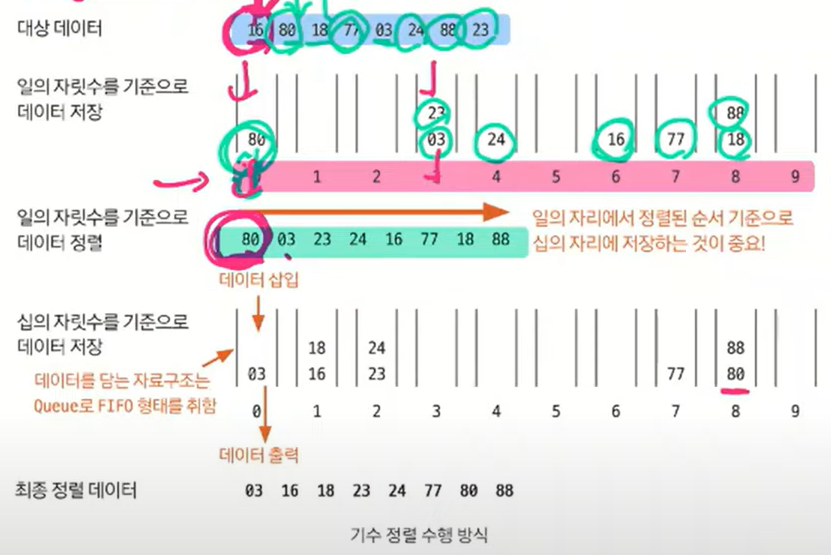 대상 데이터
16 80 18 77 03 24 88 23
일의 자릿수를 기준으로
데이터 저장
23 88
80 03 24 16 77 18
1 2 4 5 6 7 8 9
일의 자릿수를 기준으로
데이터 정렬
80 03 23 24 16 77 18 88
일의 자리에서 정렬된 순서 기준으로
십의 자리에 저장하는 것이 중요!
데이터 삽입
십의 자릿수를 기준으로
데이터 저장
18 24 88
03 16 23 77 80
데이터를 담는 자료구조는
Queue로 FIFO 형태를 취함
0 1 2 3 4 5 6 7 8 9
데이터 출력
최종 정렬 데이터
03 16 18 23 24 77 80 88
기수 정렬 수행 방식